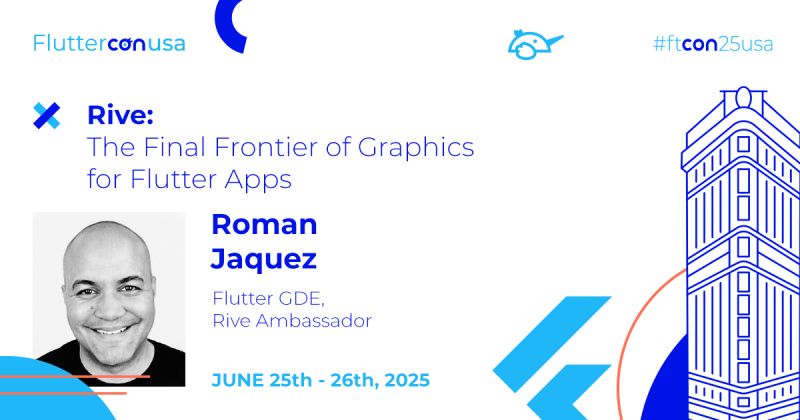 Fluttercønusa
#ftcon25usa
Rive:
The Final Frontier of Graphics
for Flutter Apps
Roman
Jaquez
Flutter GDE,
Rive Ambassador
JUNE 25th - 26th, 2025